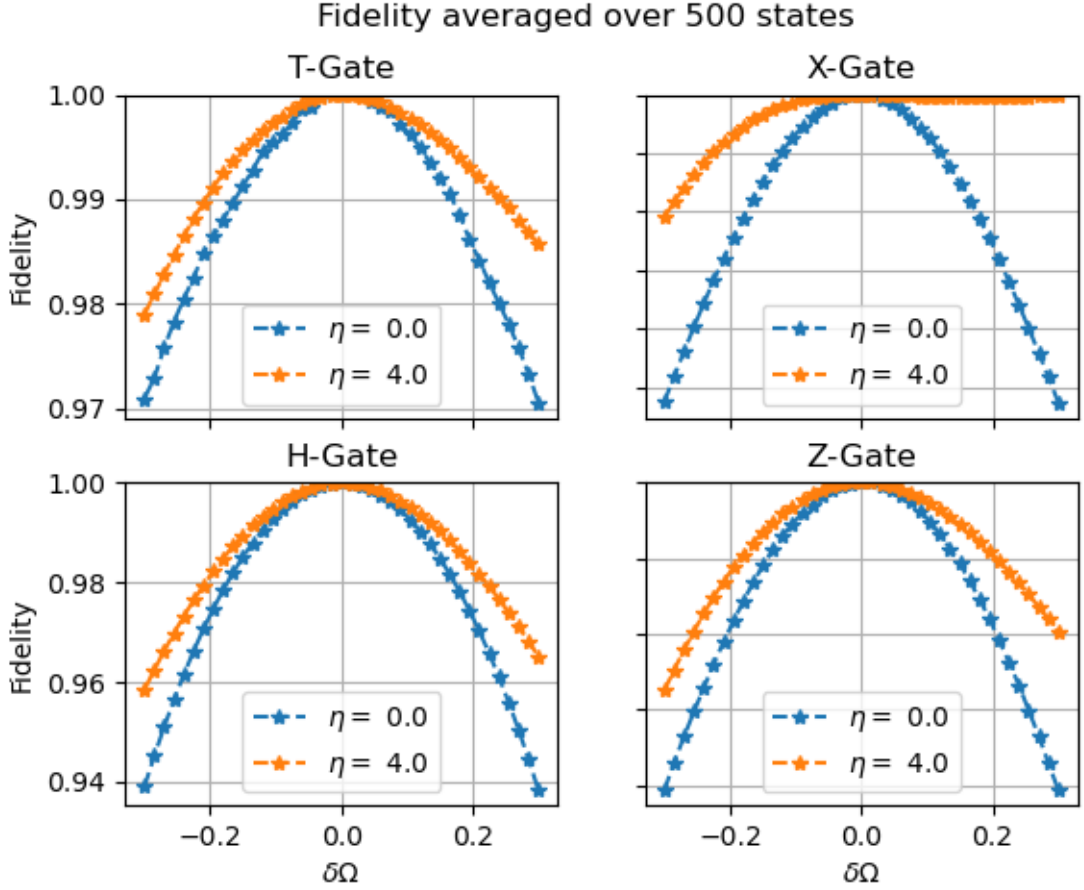 Fidelity averaged over 500 states
T-Gate
X-Gate
1.00
0.99
0.98
0.97
Fidelity
η = 0.0
η = 4.0
η = 0.0
η = 4.0
H-Gate
Z-Gate
1.00
0.98
0.96
0.94
Fidelity
η = 0.0
η = 4.0
η = 0.0
η = 4.0
−0.2 0.0 0.2
−0.2 0.0 0.2
δΩ
δΩ